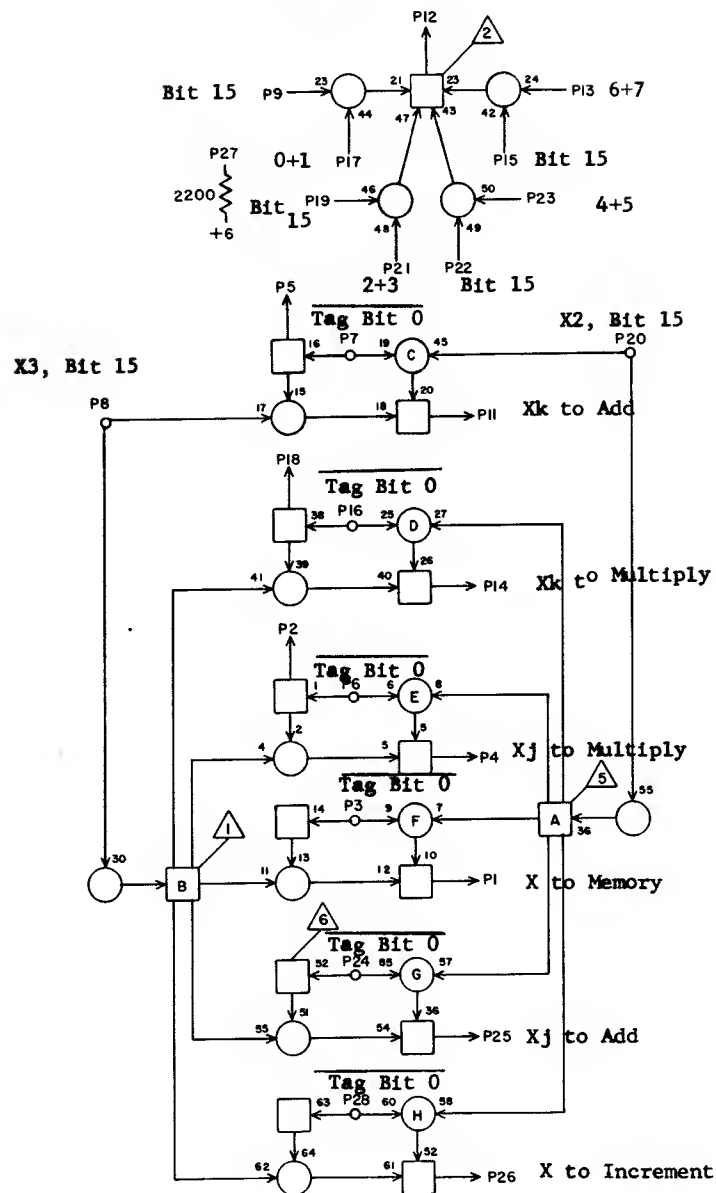 P12
2
Bit 15 P9 23 21 23 24 P13 6+7
44 47 43 42
P27 0+1 P17 P15 Bit 15
2200 Bit 15 P19 46 50 P23 4+5
+6 48 49
P21 P22
2+3 Bit 15
P5 Tag Bit 0 X2, Bit 15
16 P7 19 C 45 P20
X3, Bit 15
15 20
P8 17 18 P11 Xk to Add
P18 Tag Bit 0
38 P16 25 D 27
39 26
41 40 P14 Xk to Multiply
P2 Tag Bit 0
1 P6 6 E 8
2 5
4 5 P4 Xj to Multiply
Tag Bit 0 5 55
14 P3 9 F 7 A 36
1 13 10
30 B 11 12 P1 X to Memory
6 Tag Bit 0
52 P24 65 G 57
51 36
55 54 P25 Xj to Add
Tag Bit 0
63 P28 60 H 58
64 52
62 61 P26 X to Increment